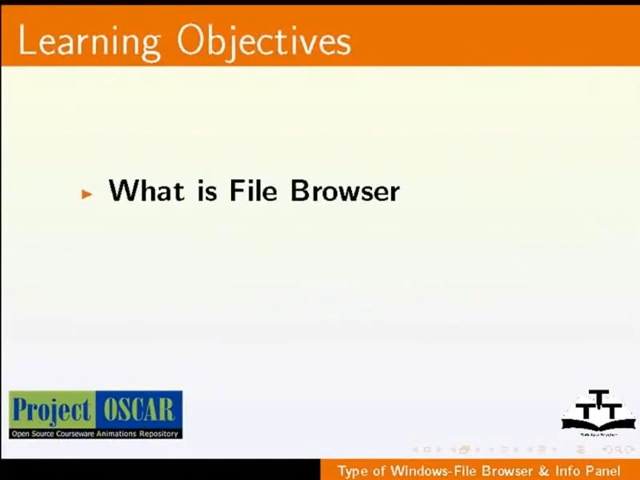 Learning Objectives
What is File Browser
Project OSCAR
Open Source Courseware Animations Repository
TTT
Type of Windows-File Browser & Info Panel